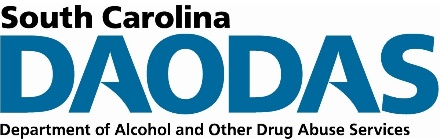 South Carolina
DAODAS
Department of Alcohol and Other Drug Abuse Services